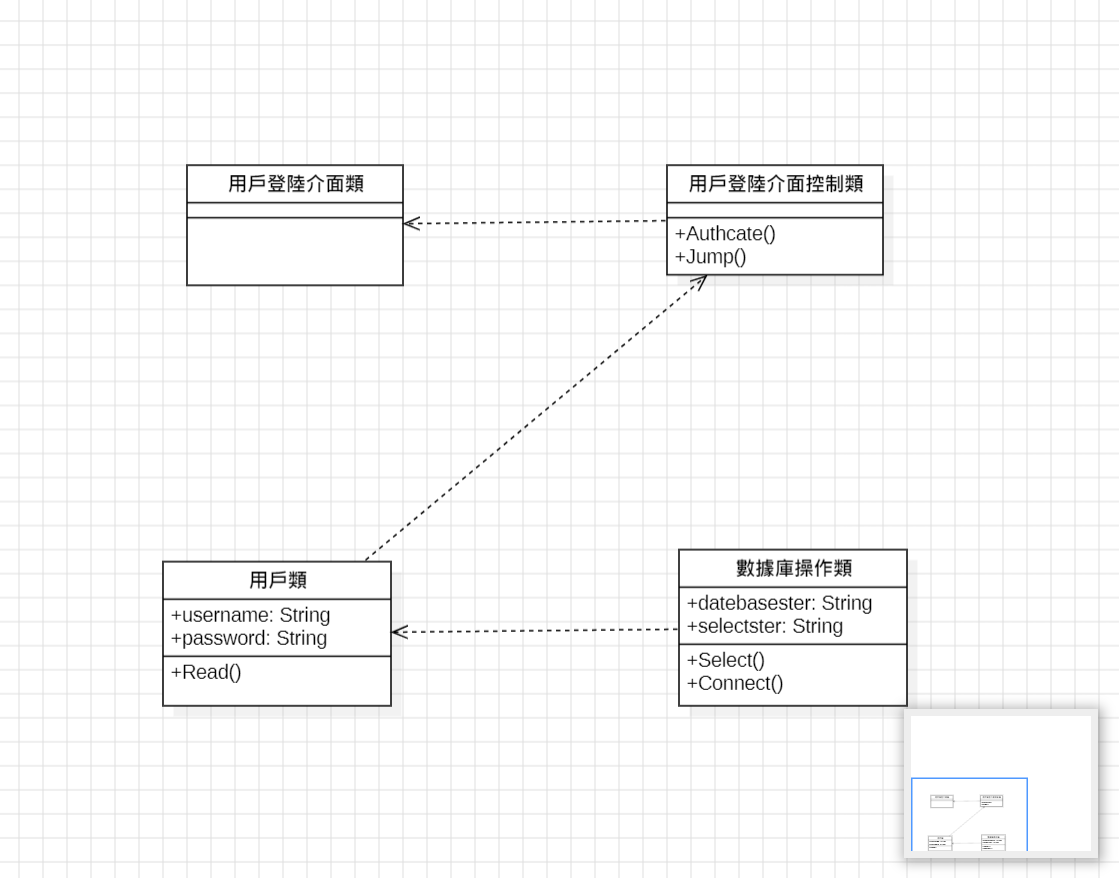 用戶登陸介面類
用戶登陸介面控制類
+Authcate()
+Jump()
用戶類
+username: String
+password: String
+Read()
數據庫操作類
+datebasester: String
+selectster: String
+Select()
+Connect()